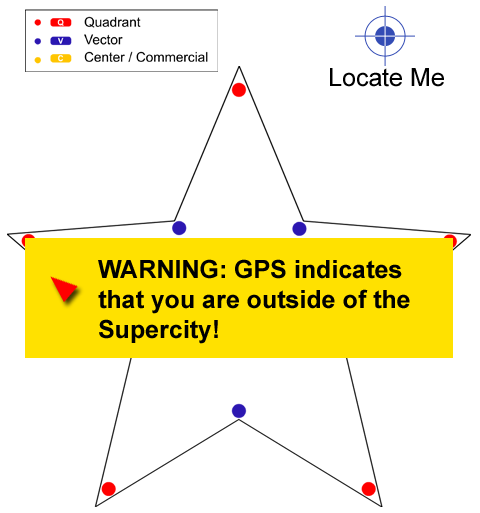 Q Quadrant
V Vector
C Center / Commercial
Locate Me
WARNING: GPS indicates
that you are outside of the
Supercity!